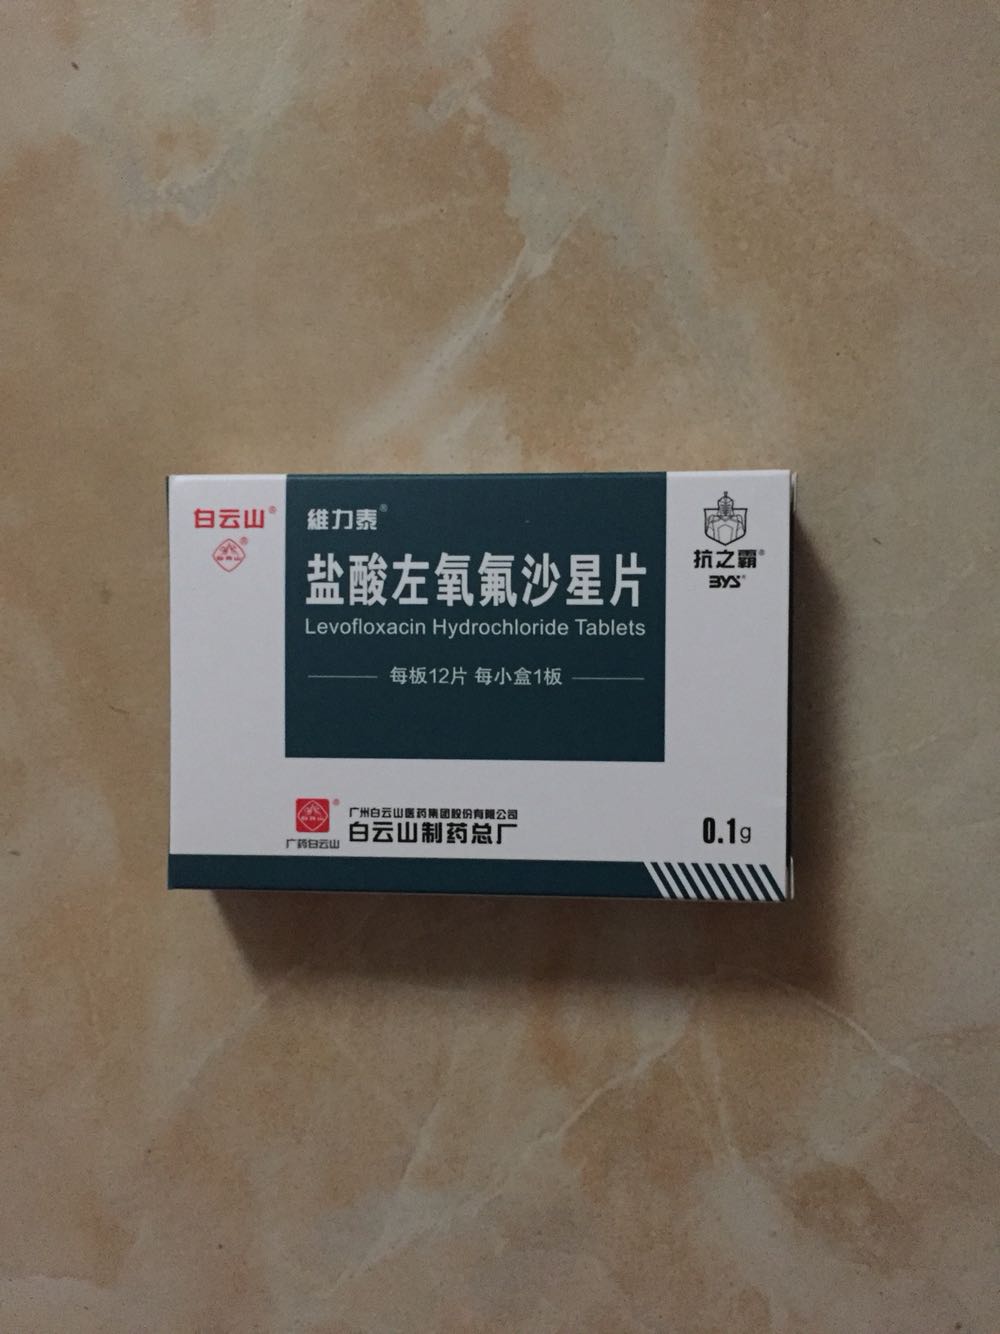 白云山®
維力泰®
抗之霸®
BYS®
盐酸左氧氟沙星片
Levofloxacin Hydrochloride Tablets
每板12片 每小盒1板
广药白云山
广州白云山医药集团股份有限公司
白云山制药总厂
0.1g